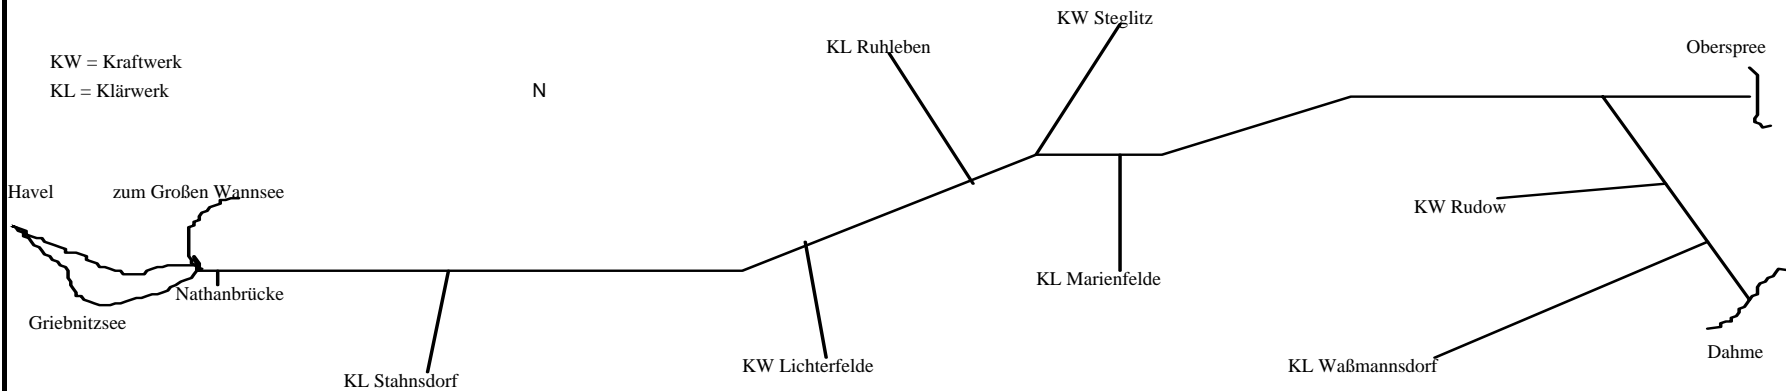 KW Steglitz
KL Ruhleben
Oberspree
KW = Kraftwerk
KL = Klärwerk
N
Havel
zum Großen Wannsee
KW Rudow
KL Marienfelde
Nathanbrücke
Griebnitzsee
Dahme
KW Lichterfelde
KL Waßmannsdorf
KL Stahnsdorf